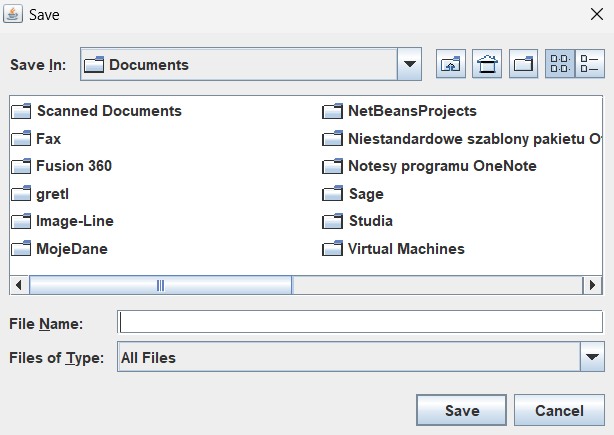 Save
Save In: Documents
Scanned Documents
Fax
Fusion 360
gretl
Image-Line
MojeDane
NetBeansProjects
Niestandardowe szablony pakietu O
Notesy programu OneNote
Sage
Studia
Virtual Machines
File Name:
Files of Type: All Files
Save Cancel